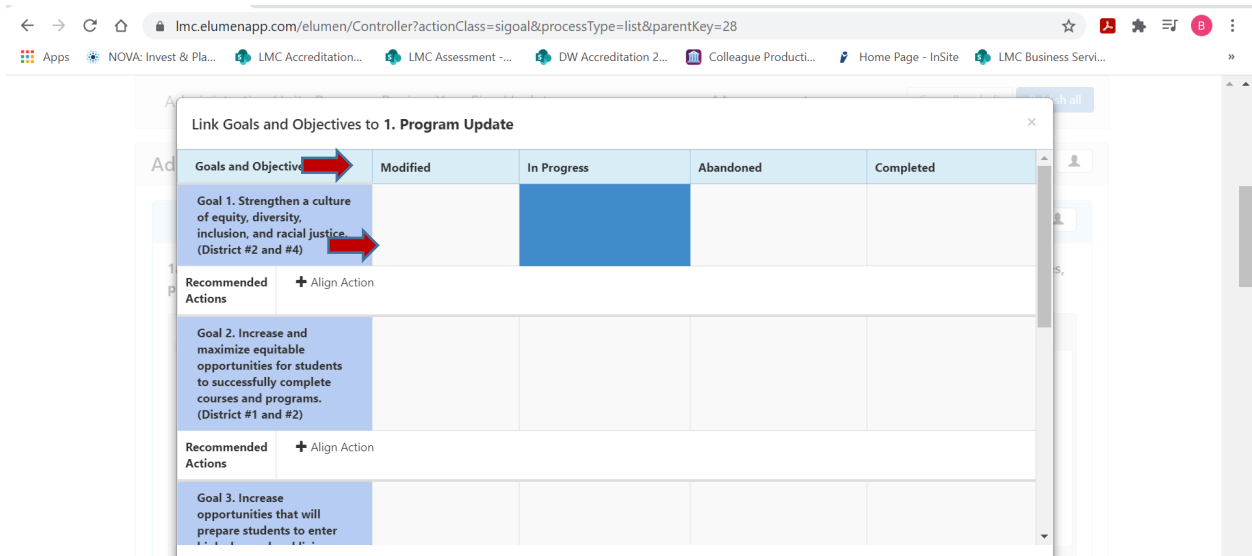 lmc.elumenapp.com/elumen/Controller?actionClass=sigoal&processType=list&parentKey=28
B
Apps NOVA: Invest & Pla... LMC Accreditation... LMC Assessment -... DW Accreditation 2... Colleague Producti... Home Page - InSite LMC Business Servi... »
Link Goals and Objectives to 1. Program Update ×
Ad
Goals and Objective Modified In Progress Abandoned Completed
Goal 1. Strengthen a culture
of equity, diversity,
inclusion, and racial justice.
(District #2 and #4)
Recommended
Actions
Align Action
Goal 2. Increase and
maximize equitable
opportunities for students
to successfully complete
courses and programs.
(District #1 and #2)
Recommended
Actions
Align Action
Goal 3. Increase
opportunities that will
prepare students to enter